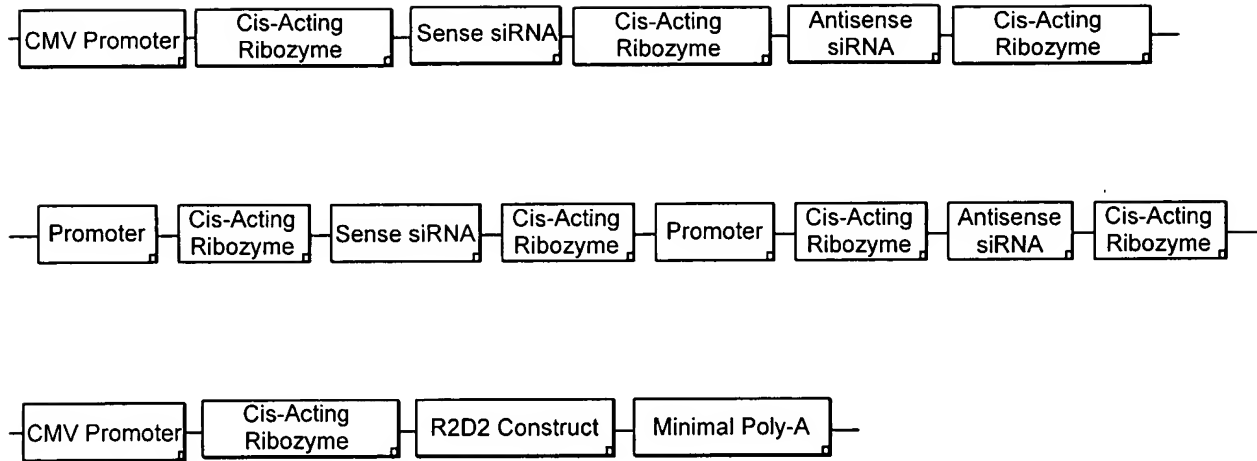 CMV Promoter
Cis-Acting
Ribozyme
Sense siRNA
Cis-Acting
Ribozyme
Antisense
siRNA
Cis-Acting
Ribozyme
Promoter
Cis-Acting
Ribozyme
Sense siRNA
Cis-Acting
Ribozyme
Promoter
Cis-Acting
Ribozyme
Antisense
siRNA
Cis-Acting
Ribozyme
CMV Promoter
Cis-Acting
Ribozyme
R2D2 Construct
Minimal Poly-A